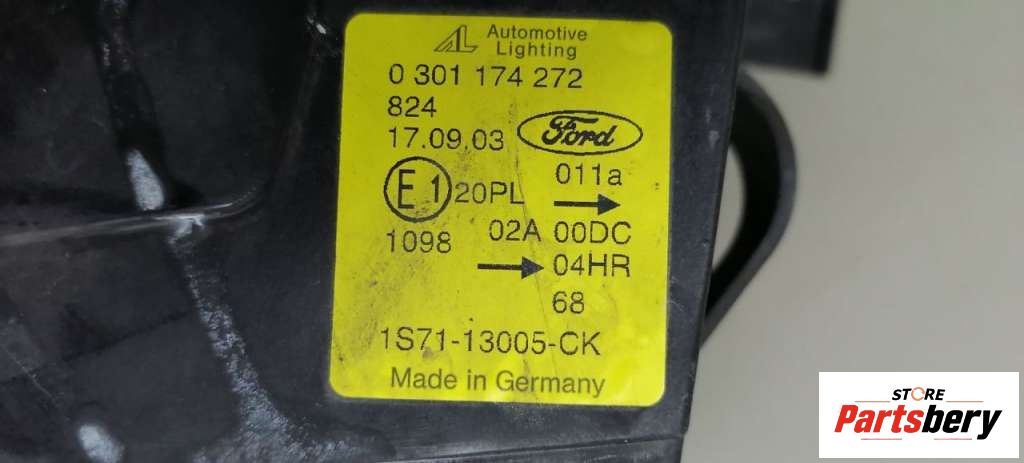 AL Automotive
Lighting
0 301 174 272
824
17.09.03 Ford
011a
E1 20PL →
02A 00DC
1098
→ 04HR
68
1S71-13005-CK
Made in Germany
STORE
Partsbery